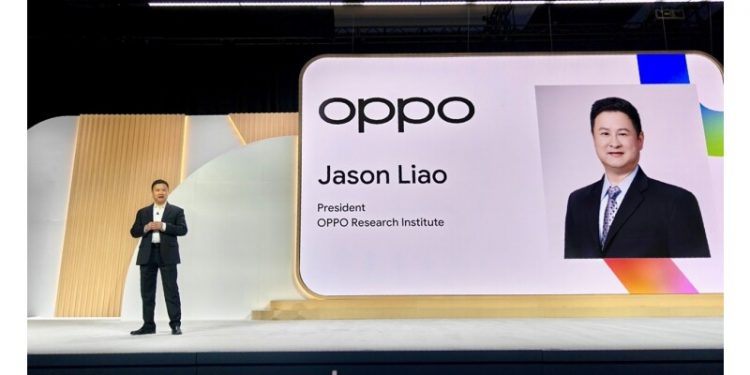 oppo
Jason Liao
President
OPPO Research Institute